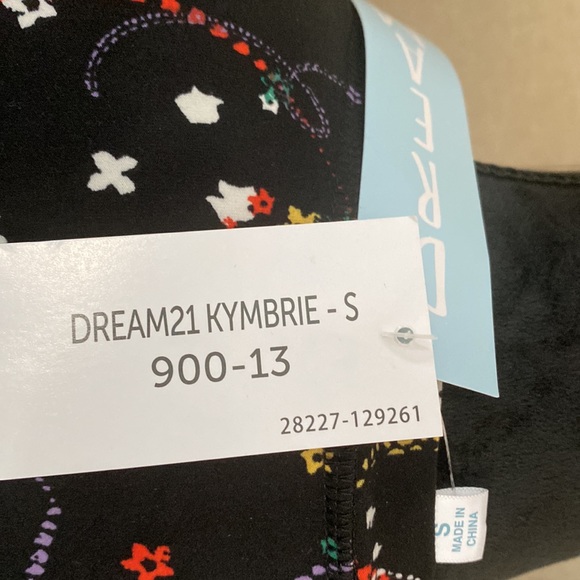 DREAM21 KYMBRIE - S
900-13
28227-129261
S
MADE IN
CHINA